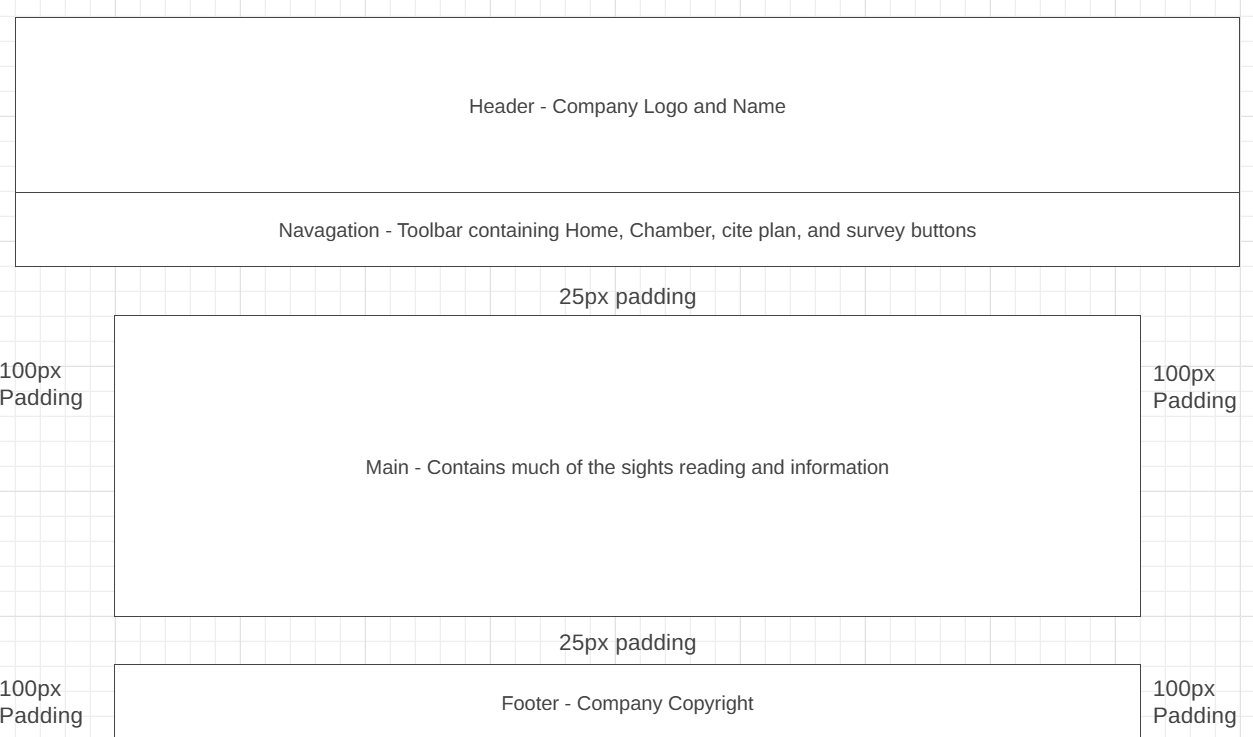 Header - Company Logo and Name
Navagation - Toolbar containing Home, Chamber, cite plan, and survey buttons
25px padding
100px
Padding
100px
Padding
Main - Contains much of the sights reading and information
25px padding
100px
Padding
100px
Padding
Footer - Company Copyright